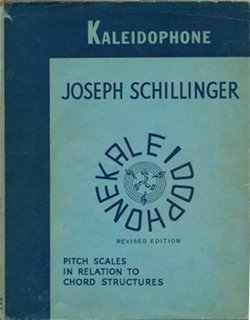 KALEIDOPHONE
JOSEPH SCHILLINGER
KALEIDOPHONE
REVISED EDITION
PITCH SCALES
IN RELATION TO
CHORD STRUCTURES